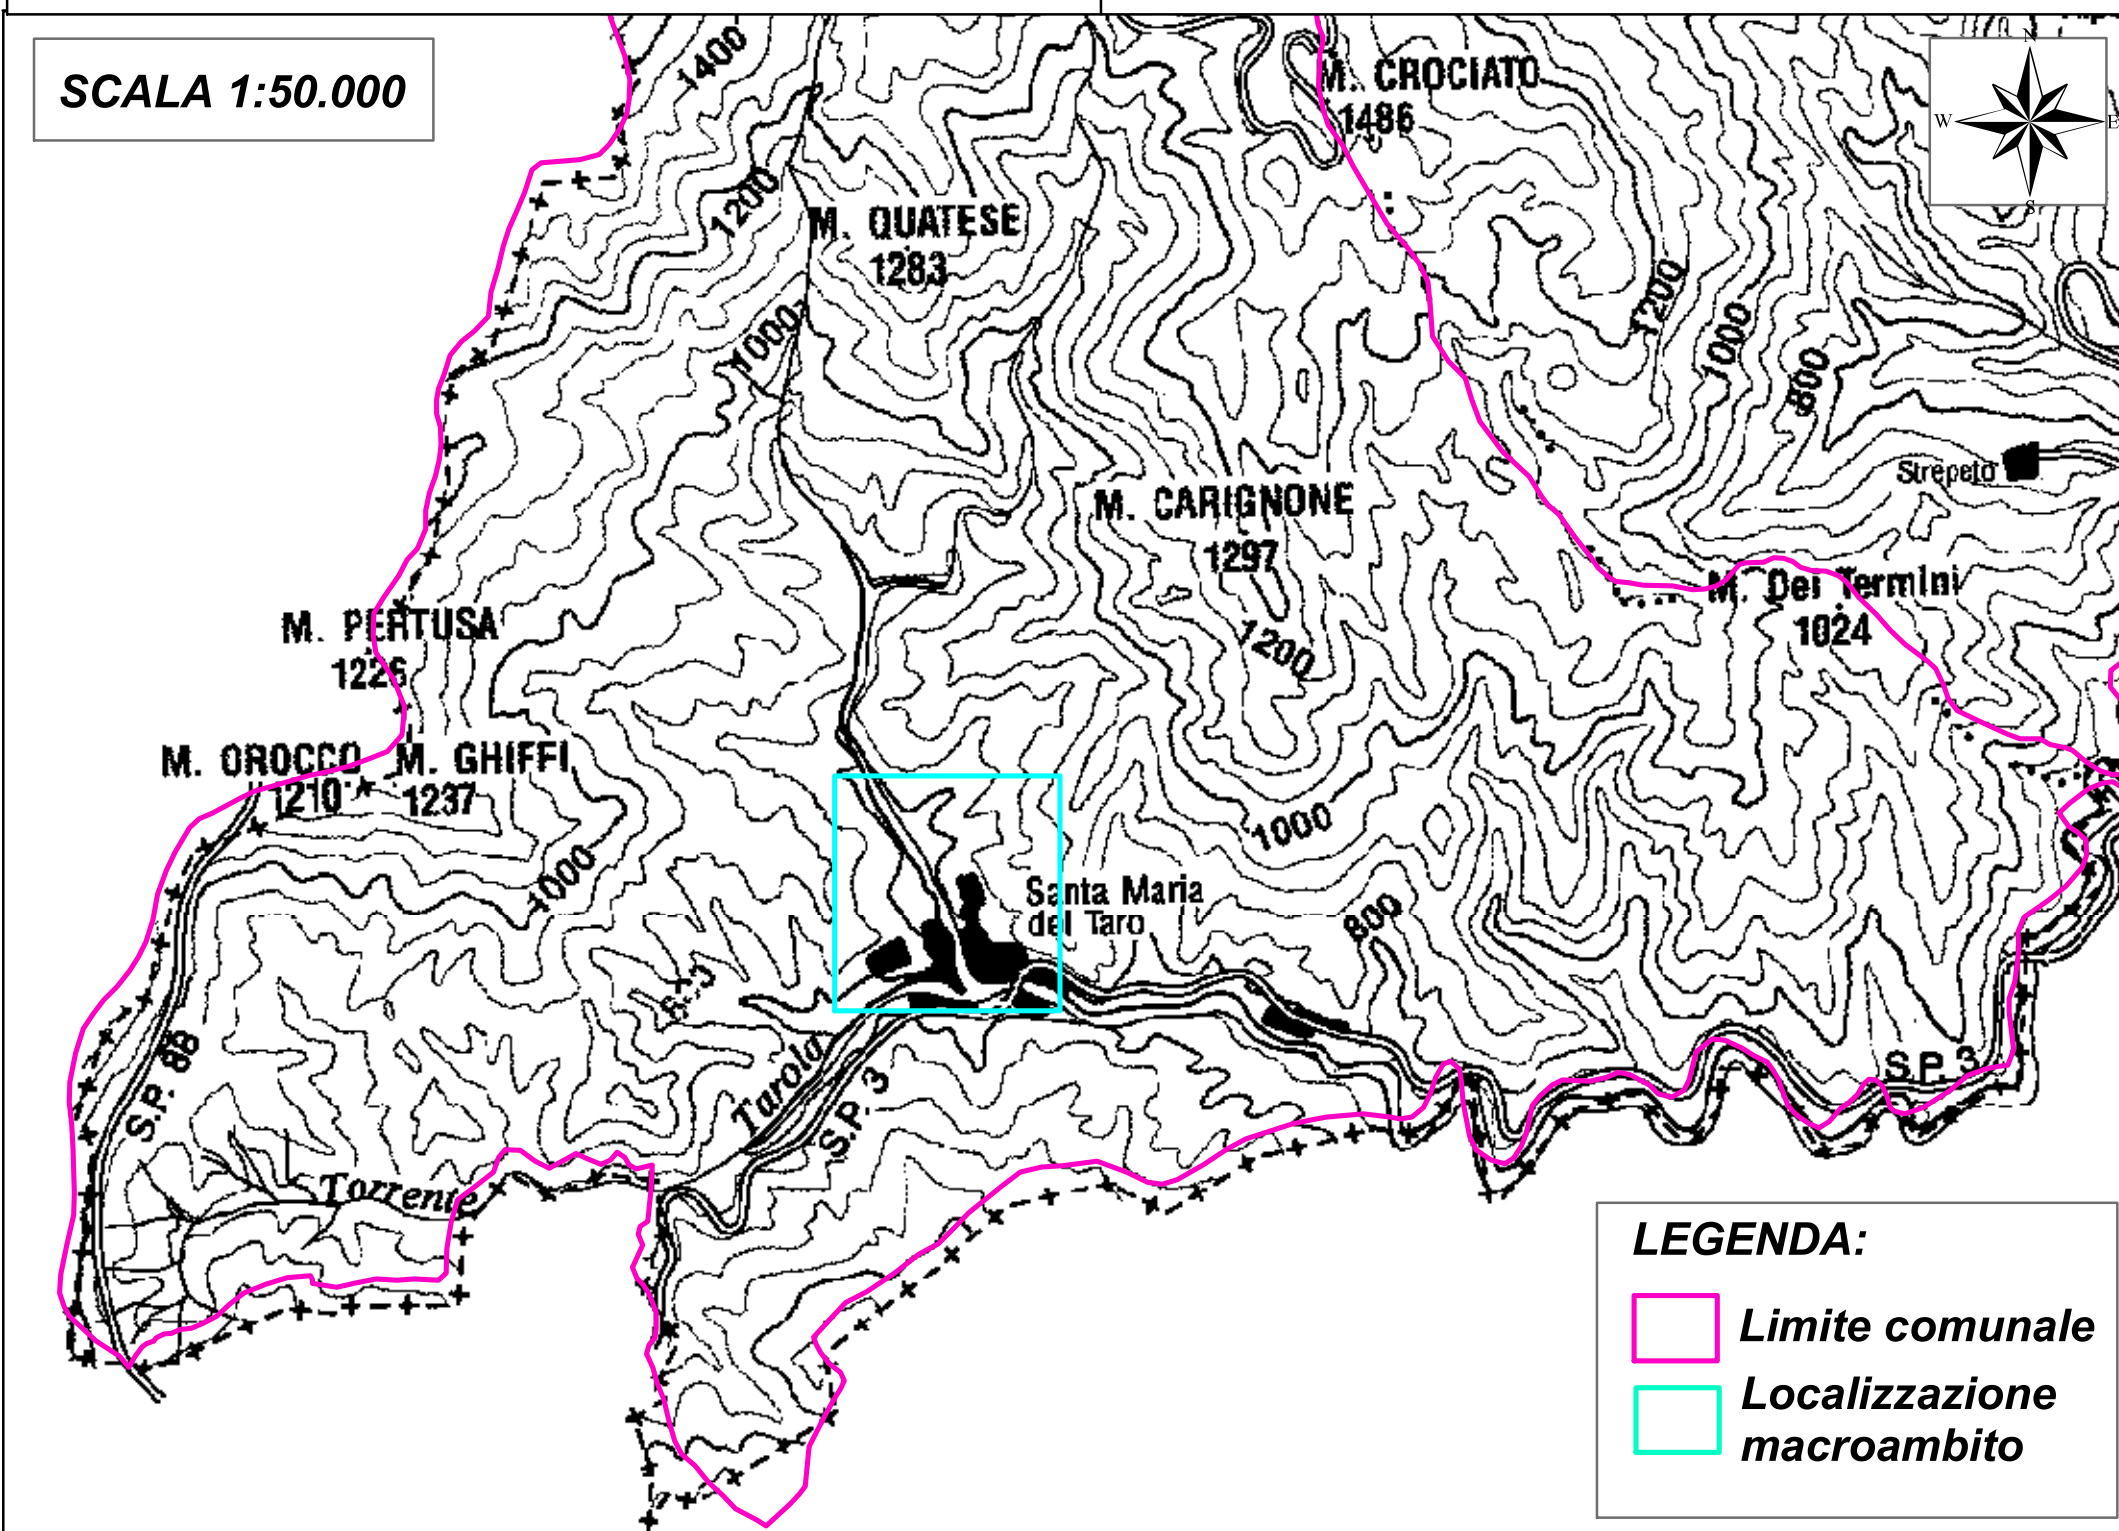 SCALA 1:50.000
1400
M. CROCIATO
1486
N
W
E
S
1200
M. QUATESE
1283
1000
1200
1000
800
Strepeto
M. CARIGNONE
1297
1200
M. Dei Termini
1024
M. PERTUSA
1226
M. OROCCO
1210
M. GHIFFI
1237
1000
1000
Santa Maria
del Taro
800
S.P. 88
Tarola
S.P. 3
S.P. 3
Torrente
LEGENDA:
Limite comunale
Localizzazione
macroambito